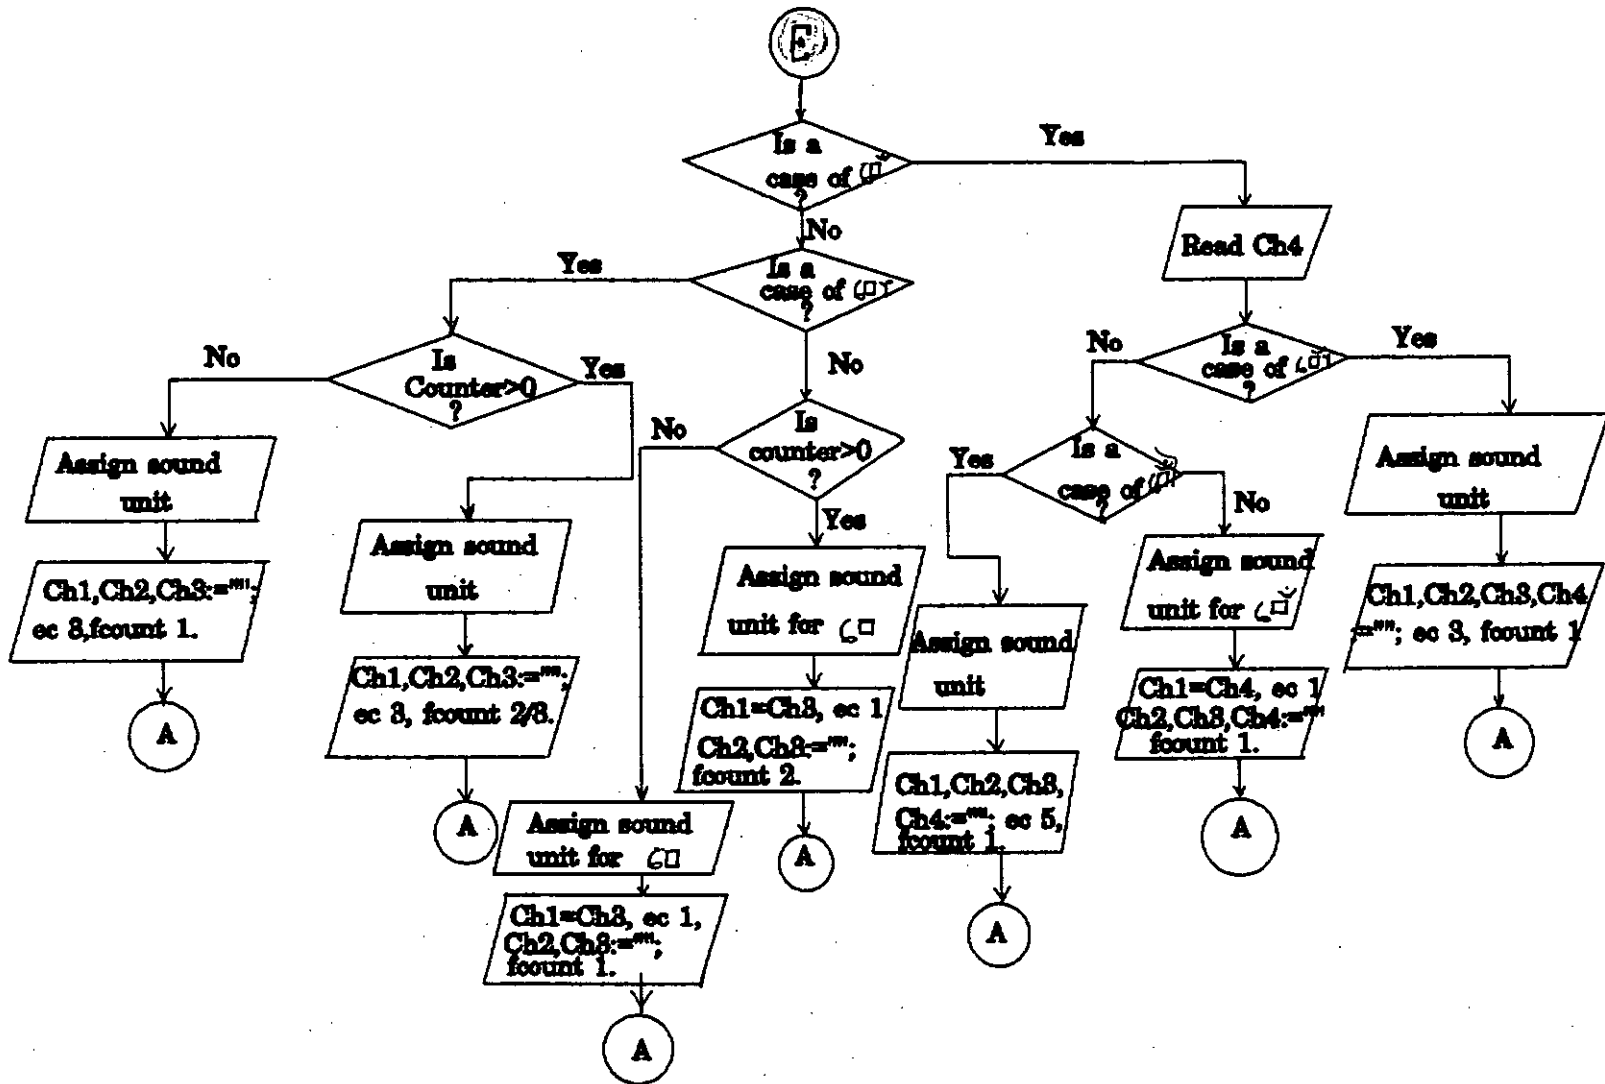 E
Is a
case of
?
Yes
No
Read Ch4
Yes
Is a
case of
?
No
Is
Counter>0
?
Yes
No
Is
counter>0
?
No
Is a
case of
?
Yes
No
Is a
case of
?
Yes
No
Assign sound
unit
Ch1,Ch2,Ch3:="";
ec 3,fcount 1.
A
Assign sound
unit
Ch1,Ch2,Ch3:="";
ec 3, fcount 2/3.
A
Assign sound
unit for
Ch1=Ch3, ec 1,
Ch2,Ch3:="";
fcount 1.
A
Yes
Assign sound
unit for
Ch1=Ch3, ec 1
Ch2,Ch3:="";
fcount 2.
A
Assign sound
unit
Ch1,Ch2,Ch3,
Ch4:=""; ec 5,
fcount 1.
A
Assign sound
unit for
Ch1=Ch4, ec 1
Ch2,Ch3,Ch4:=""
fcount 1.
A
Assign sound
unit
Ch1,Ch2,Ch3,Ch4
:=""; ec 3, fcount 1
A